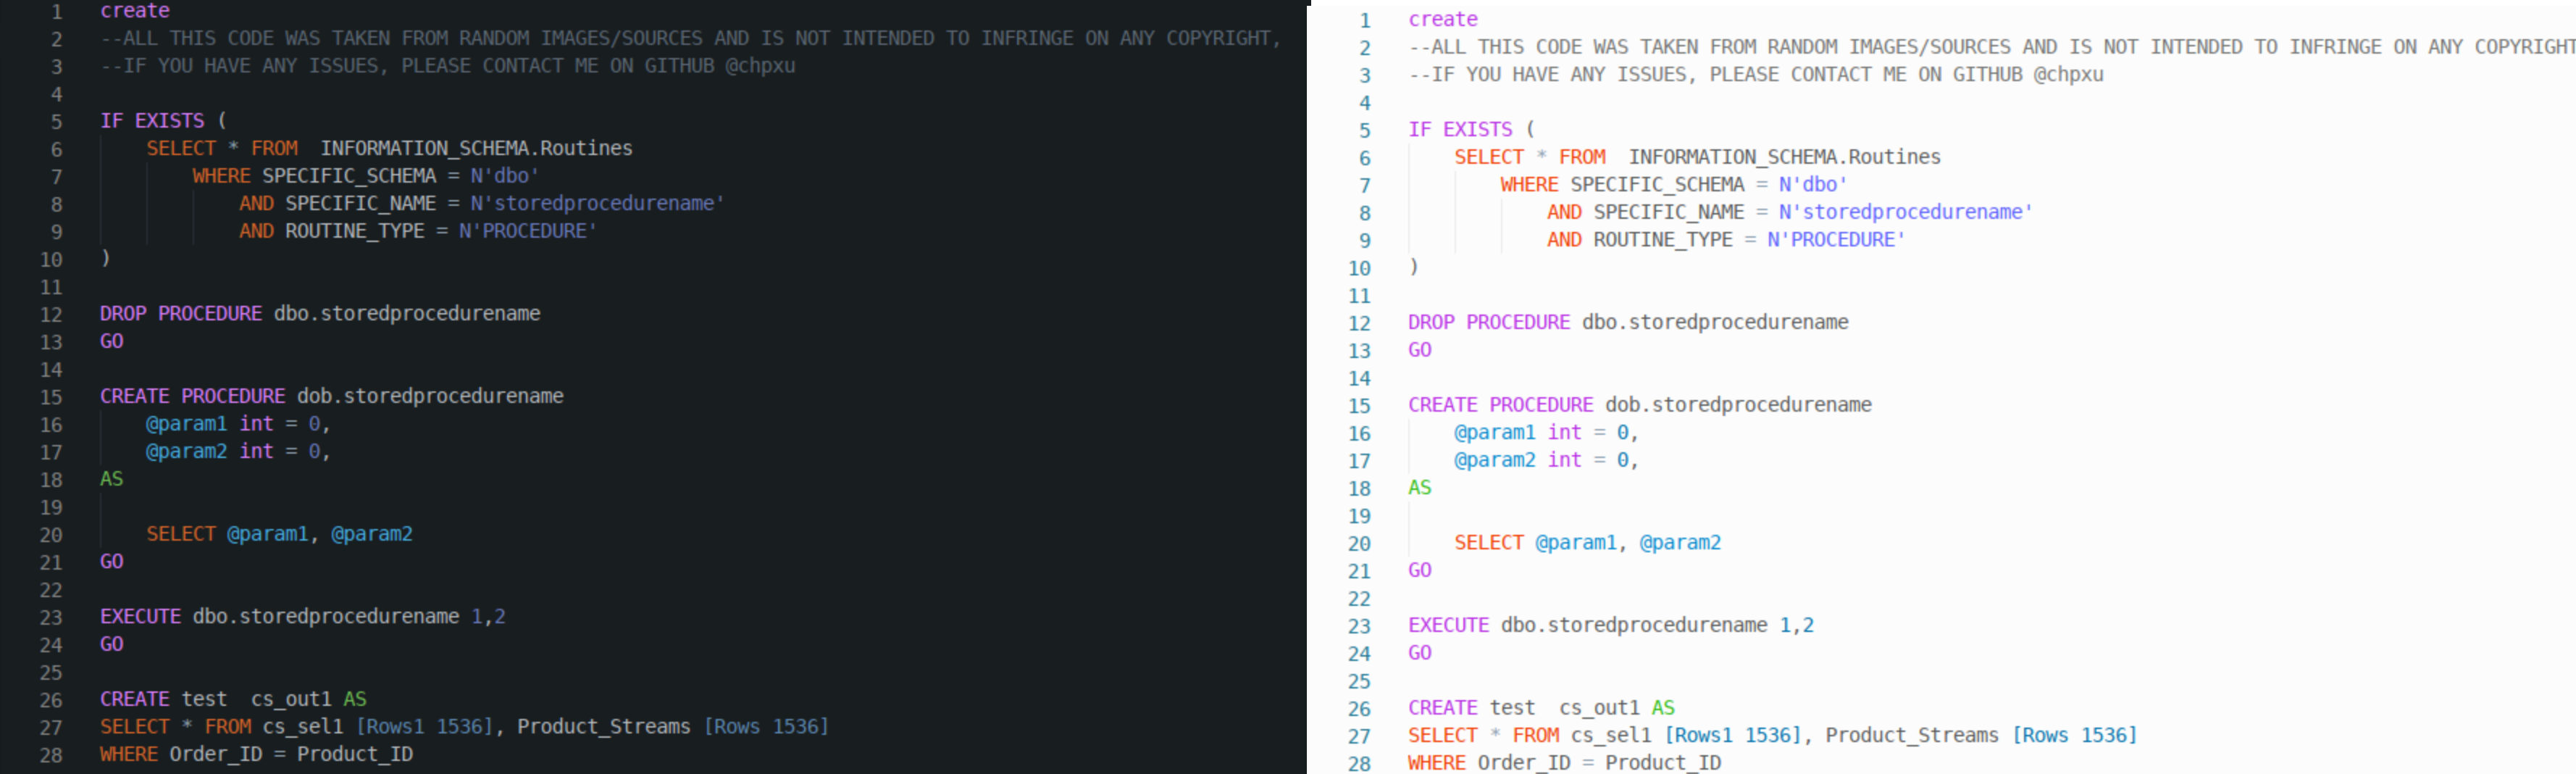 1 create
2 --ALL THIS CODE WAS TAKEN FROM RANDOM IMAGES/SOURCES AND IS NOT INTENDED TO INFRINGE ON ANY COPYRIGHT,
3 --IF YOU HAVE ANY ISSUES, PLEASE CONTACT ME ON GITHUB @chpxu
4
5 IF EXISTS (
6 SELECT * FROM  INFORMATION_SCHEMA.Routines
7 WHERE SPECIFIC_SCHEMA = N'dbo'
8 AND SPECIFIC_NAME = N'storedprocedurename'
9 AND ROUTINE_TYPE = N'PROCEDURE'
10 )
11
12 DROP PROCEDURE dbo.storedprocedurename
13 GO
14
15 CREATE PROCEDURE dob.storedprocedurename
16 @param1 int = 0,
17 @param2 int = 0,
18 AS
19
20 SELECT @param1, @param2
21 GO
22
23 EXECUTE dbo.storedprocedurename 1,2
24 GO
25
26 CREATE test  cs_out1 AS
27 SELECT * FROM cs_sel1 [Rows1 1536], Product_Streams [Rows 1536]
28 WHERE Order_ID = Product_ID
1 create
2 --ALL THIS CODE WAS TAKEN FROM RANDOM IMAGES/SOURCES AND IS NOT INTENDED TO INFRINGE ON ANY COPYRIGHT
3 --IF YOU HAVE ANY ISSUES, PLEASE CONTACT ME ON GITHUB @chpxu
4
5 IF EXISTS (
6 SELECT * FROM  INFORMATION_SCHEMA.Routines
7 WHERE SPECIFIC_SCHEMA = N'dbo'
8 AND SPECIFIC_NAME = N'storedprocedurename'
9 AND ROUTINE_TYPE = N'PROCEDURE'
10 )
11
12 DROP PROCEDURE dbo.storedprocedurename
13 GO
14
15 CREATE PROCEDURE dob.storedprocedurename
16 @param1 int = 0,
17 @param2 int = 0,
18 AS
19
20 SELECT @param1, @param2
21 GO
22
23 EXECUTE dbo.storedprocedurename 1,2
24 GO
25
26 CREATE test  cs_out1 AS
27 SELECT * FROM cs_sel1 [Rows1 1536], Product_Streams [Rows 1536]
28 WHERE Order_ID = Product_ID